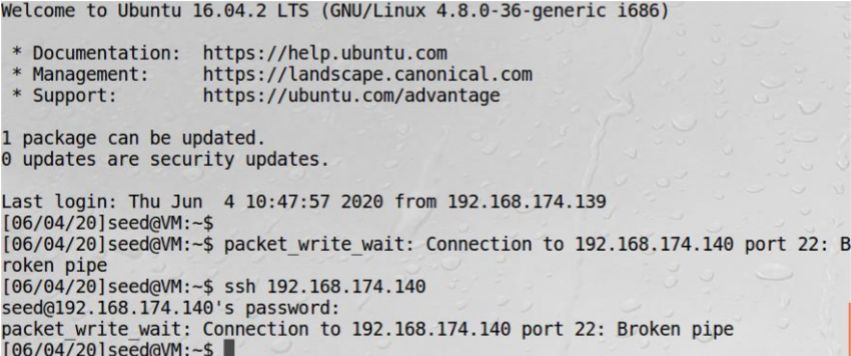 Welcome to Ubuntu 16.04.2 LTS (GNU/Linux 4.8.0-36-generic i686)
* Documentation:  https://help.ubuntu.com
* Management:     https://landscape.canonical.com
* Support:        https://ubuntu.com/advantage
1 package can be updated.
0 updates are security updates.
Last login: Thu Jun  4 10:47:57 2020 from 192.168.174.139
[06/04/20]seed@VM:~$
[06/04/20]seed@VM:~$ packet_write_wait: Connection to 192.168.174.140 port 22: B
roken pipe
[06/04/20]seed@VM:~$ ssh 192.168.174.140
seed@192.168.174.140's password:
packet_write_wait: Connection to 192.168.174.140 port 22: Broken pipe
[06/04/20]seed@VM:~$